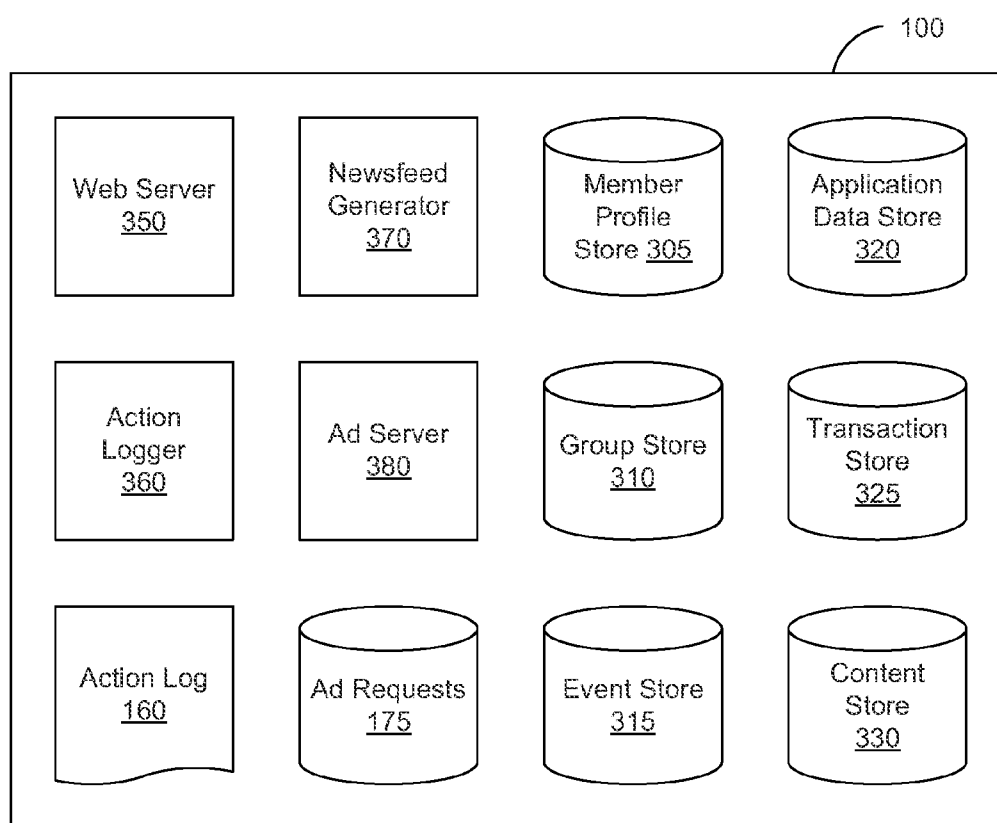 100
Web Server
350
Newsfeed
Generator
370
Member
Profile
Store 305
Application
Data Store
320
Action
Logger
360
Ad Server
380
Group Store
310
Transaction
Store
325
Action Log
160
Ad Requests
175
Event Store
315
Content
Store
330